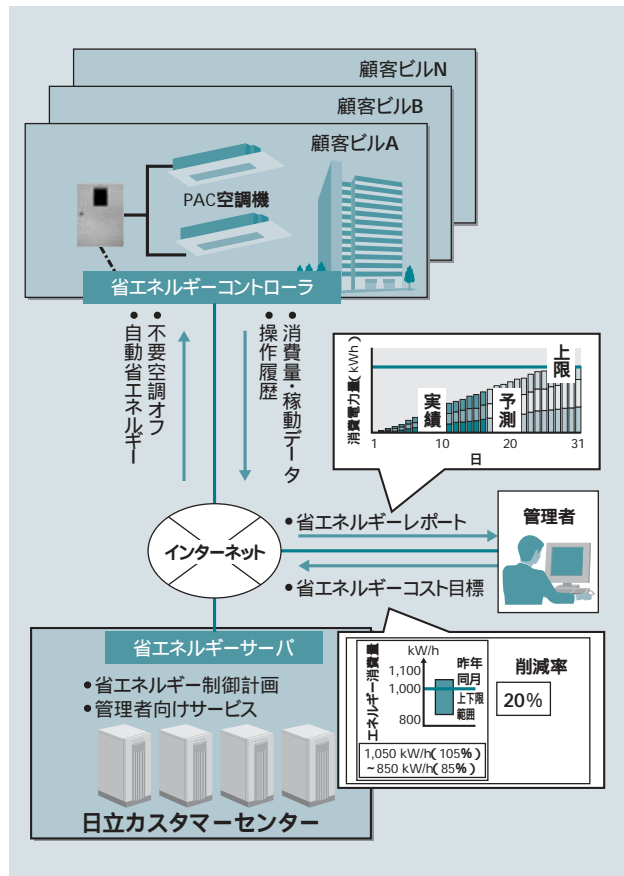 顧客ビルN
顧客ビルB
顧客ビルA
PAC空調機
省エネルギーコントローラ
•不要空調オフ
•自動省エネルギー
•消費量・稼動データ
•操作履歴
消費電力量(kWh)
実績
予測
上限
1 10 20 31
日
インターネット
•省エネルギーレポート
•省エネルギーコスト目標
管理者
省エネルギーサーバ
•省エネルギー制御計画
•管理者向けサービス
日立カスタマーセンター
エネルギー消費量
kW/h
1,100
1,000
800
昨年
同月
上下限
範囲
1,050 kW/h(105%)
~850 kW/h(85%)
削減率
20%